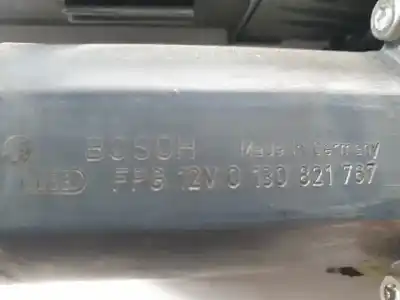 BOSCH Made in Germany
FPG 12V 0 130 821 767